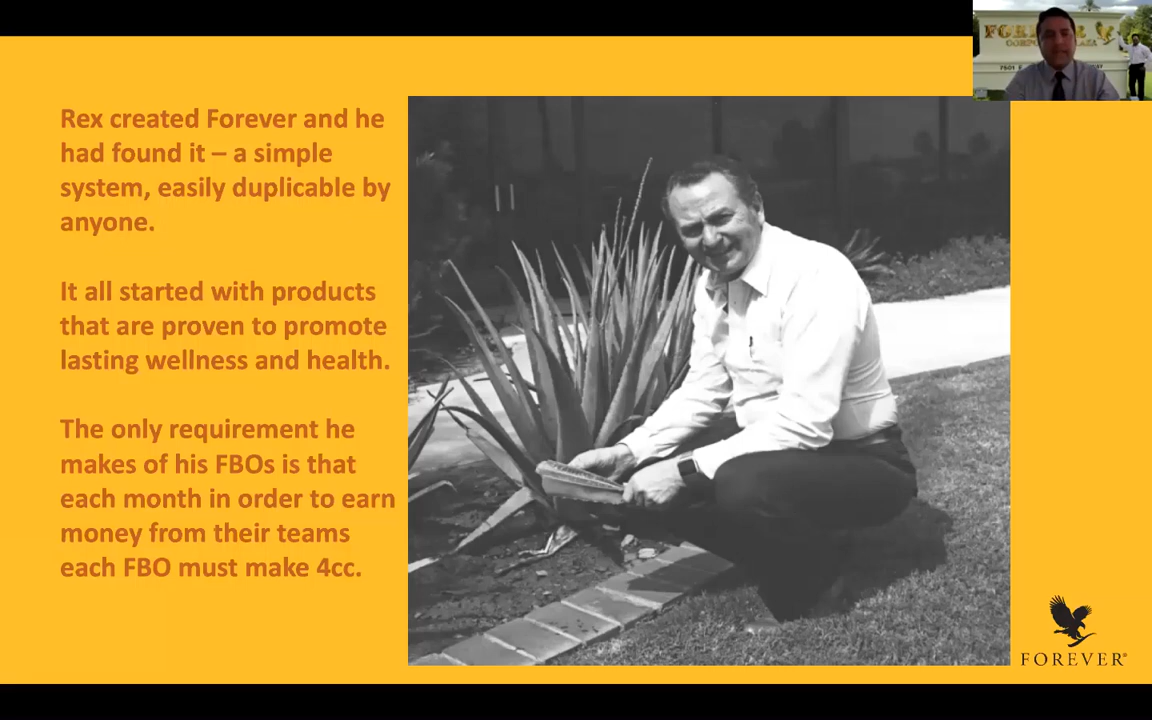 Rex created Forever and he
had found it – a simple
system, easily duplicable by
anyone.
It all started with products
that are proven to promote
lasting wellness and health.
The only requirement he
makes of his FBOs is that
each month in order to earn
money from their teams
each FBO must make 4cc.
FOREVER®